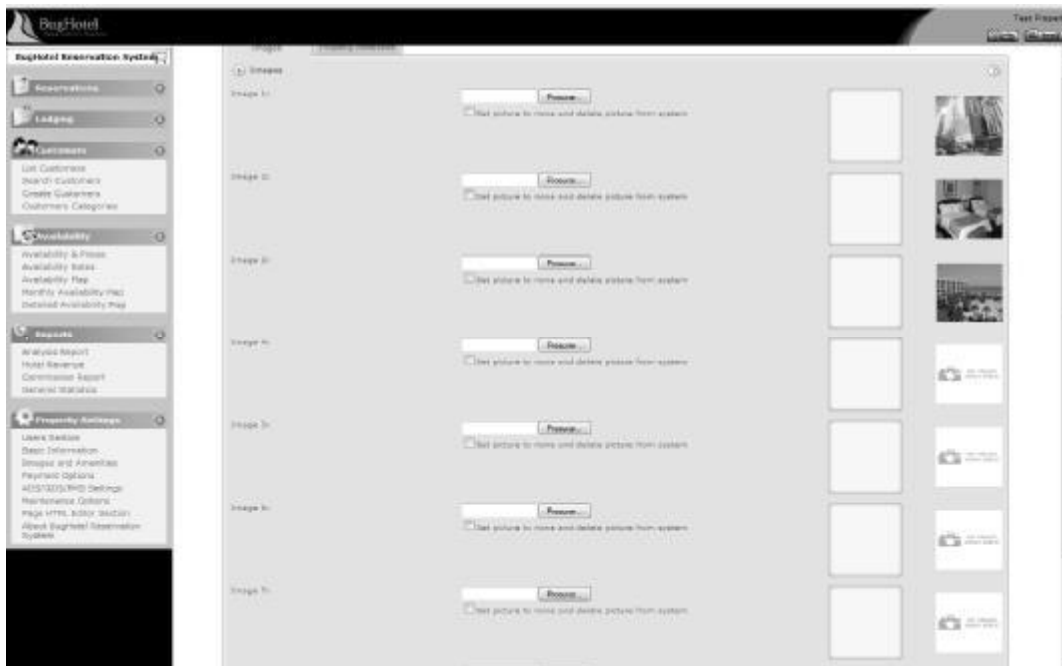 BugHotel
BugHotel Reservation System
Reservations
Lodging
Customers
List Customers
Search Customers
Create Customers
Customers Categories
Availability
Availability & Prices
Availability Rates
Availability Map
Monthly Availability Map
Detailed Availability Map
Reports
Analysis Report
Hotel Revenue
Commission Report
General Statistics
Property Settings
Users Section
Basic Information
Images and Amenities
Payment Options
Settings
Maintenance Options
Page HTML Editor Section
About BugHotel Reservation
System
Images
Images
Image 1:
Browse...
Set picture to none and delete picture from system
Image 2:
Browse...
Set picture to none and delete picture from system
Image 3:
Browse...
Set picture to none and delete picture from system
Image 4:
Browse...
Set picture to none and delete picture from system
Image 5:
Browse...
Set picture to none and delete picture from system
Image 6:
Browse...
Set picture to none and delete picture from system
Image 7:
Browse...
Set picture to none and delete picture from system